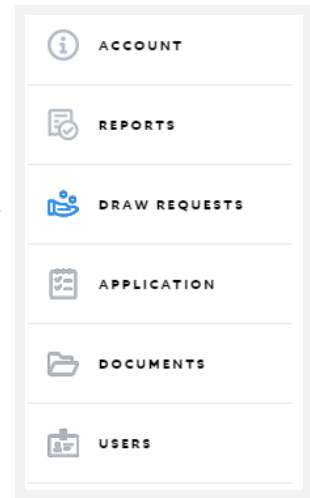 ACCOUNT
REPORTS
DRAW REQUESTS
APPLICATION
DOCUMENTS
USERS